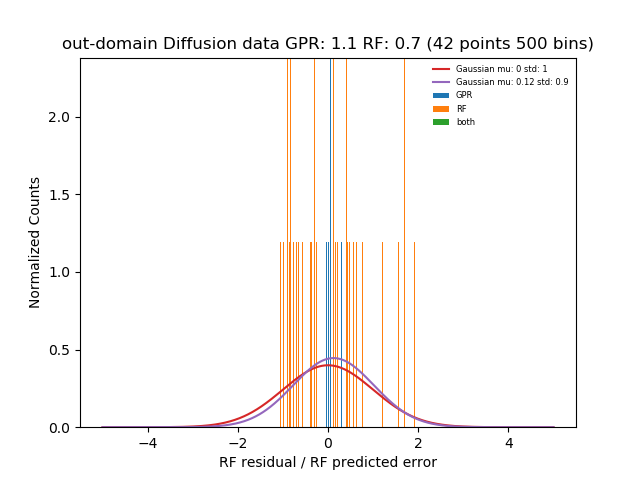 out-domain Diffusion data GPR: 1.1 RF: 0.7 (42 points 500 bins)
Gaussian mu: 0 std: 1
Gaussian mu: 0.12 std: 0.9
GPR
RF
both
Normalized Counts
2.0
1.5
1.0
0.5
0.0
−4
−2
0
2
4
RF residual / RF predicted error